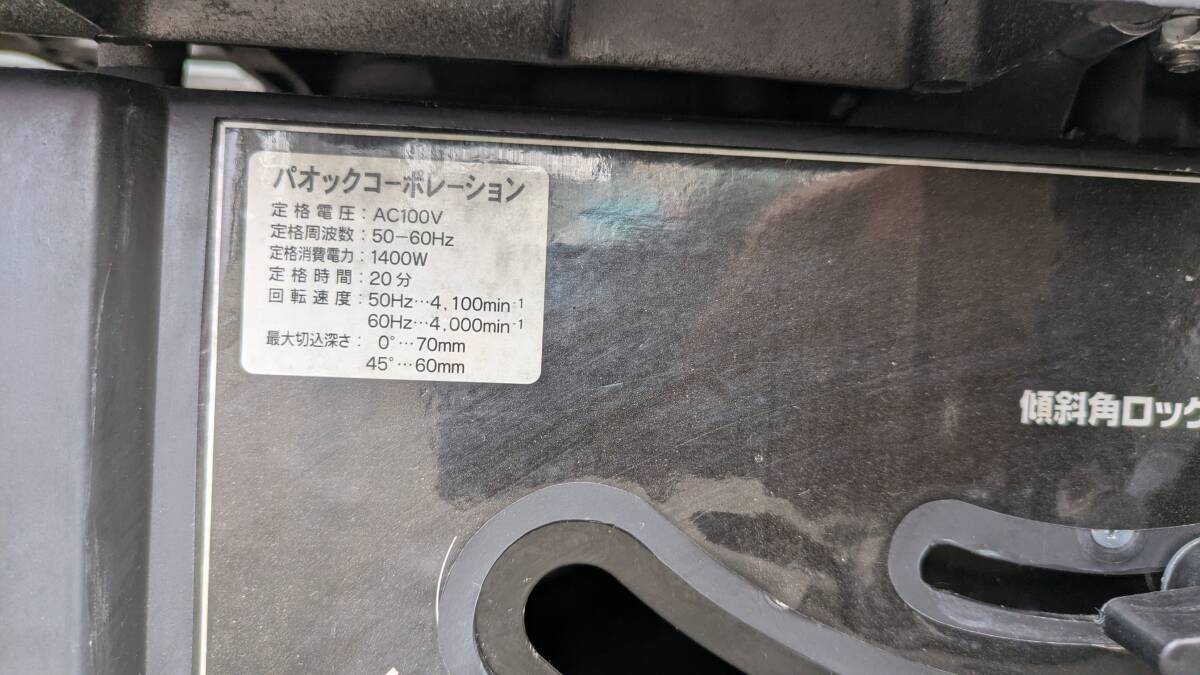 パオックコーポレーション
定格電圧：AC100V
定格周波数：50−60Hz
定格消費電力：1400W
定格時間：20分
回転速度：50Hz…4,100min⁻¹
60Hz…4,000min⁻¹
最大切込深さ： 0°…70mm
45°…60mm
傾斜角ロック